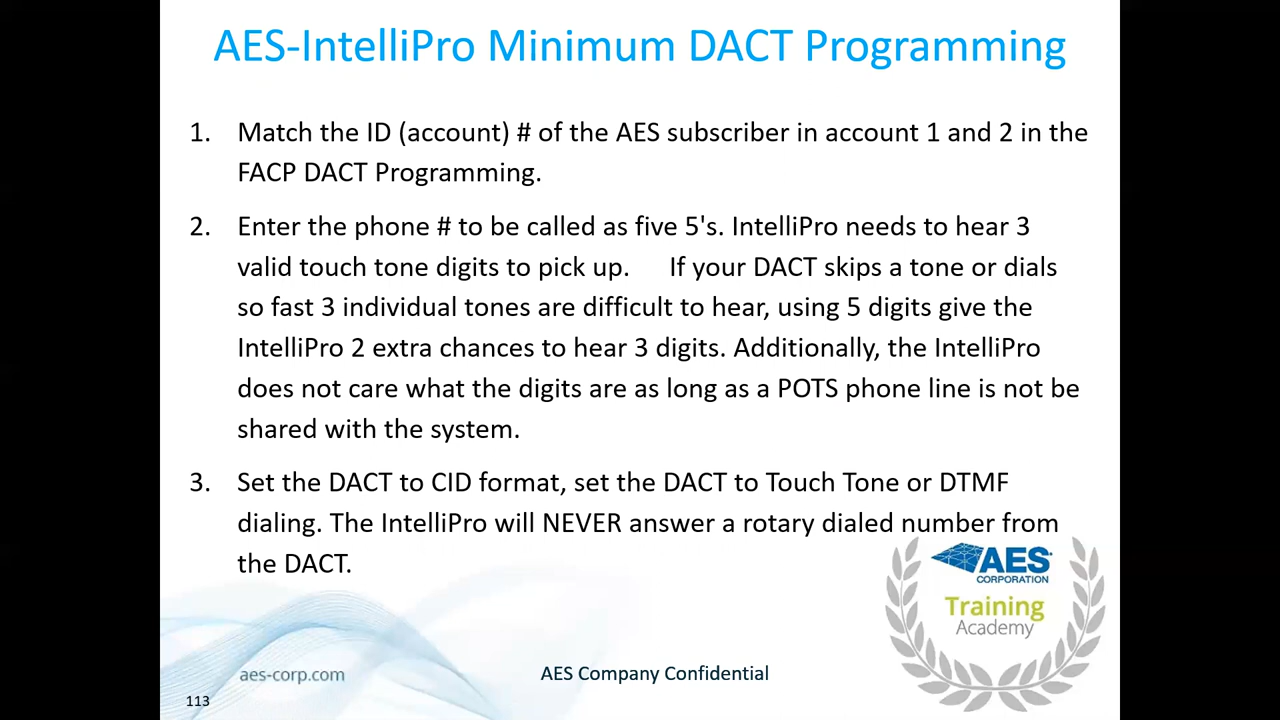 AES-IntelliPro Minimum DACT Programming
1. Match the ID (account) # of the AES subscriber in account 1 and 2 in the
FACP DACT Programming.
2. Enter the phone # to be called as five 5's. IntelliPro needs to hear 3
valid touch tone digits to pick up. If your DACT skips a tone or dials
so fast 3 individual tones are difficult to hear, using 5 digits give the
IntelliPro 2 extra chances to hear 3 digits. Additionally, the IntelliPro
does not care what the digits are as long as a POTS phone line is not be
shared with the system.
3. Set the DACT to CID format, set the DACT to Touch Tone or DTMF
dialing. The IntelliPro will NEVER answer a rotary dialed number from
the DACT.
AES
CORPORATION
Training
Academy
aes-corp.com
AES Company Confidential
113